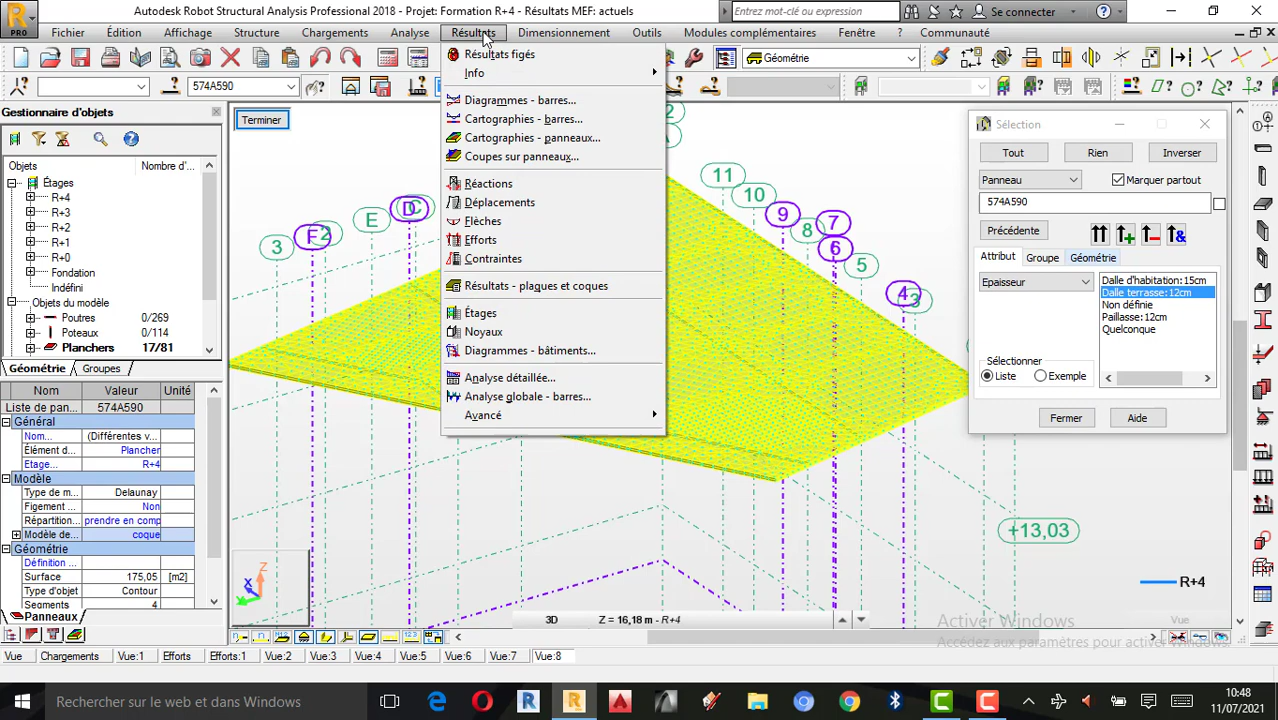 Autodesk Robot Structural Analysis Professional 2018 - Projet: Formation R+4 - Résultats MEF: actuels
Entrez mot-clé ou expression
Se connecter
PRO
Fichier Édition Affichage Structure Chargements Analyse Résultats Dimensionnement Outils Modules complémentaires Fenêtre ? Communauté
Géométrie
574A590
Gestionnaire d'objets
Objets Nombre d'...
Étages
R+4
R+3
R+2
R+1
R+0
Fondation
Indéfini
Objets du modèle
Poutres 0/269
Poteaux 0/114
Planchers 17/81
Géométrie Groupes
Nom Valeur Unité
Liste de pan... 574A590
Général
Nom... (Différentes v...
Élément d... Plancher
Etage... R+4
Modèle
Type de m... Delaunay
Figement ... Non
Répartition... prendre en comp
Modèle de... coque
Géométrie
Définition ...
Surface 175,05 [m2]
Type d'objet Contour
Segments 4
Panneaux
Terminer
Résultats figés
Info
Diagrammes - barres...
Cartographies - barres...
Cartographies - panneaux...
Coupes sur panneaux...
Réactions
Déplacements
Flèches
Efforts
Contraintes
Résultats - plaques et coques
Étages
Noyaux
Diagrammes - bâtiments...
Analyse détaillée...
Analyse globale - barres...
Avancé
3 F 2 E D C
11 10 9 8 7 6 5 4 3
+13,03
R+4
X Z
3D Z = 16,18 m - R+4
Sélection
Tout Rien Inverser
Panneau Marquer partout
574A590
Précédente
Attribut Groupe Géométrie
Epaisseur
Dalle d'habitation:15cm
Dalle terrasse:12cm
Non définie
Paillasse:12cm
Quelconque
Sélectionner
Liste Exemple
Fermer Aide
Activer Windows
Accédez aux paramètres pour activer Windows.
Vue
Vue Chargements Vue:1 Efforts Efforts:1 Vue:2 Vue:3 Vue:4 Vue:5 Vue:6 Vue:7 Vue:8
Rechercher sur et dans Windows
10:48
11/07/2021